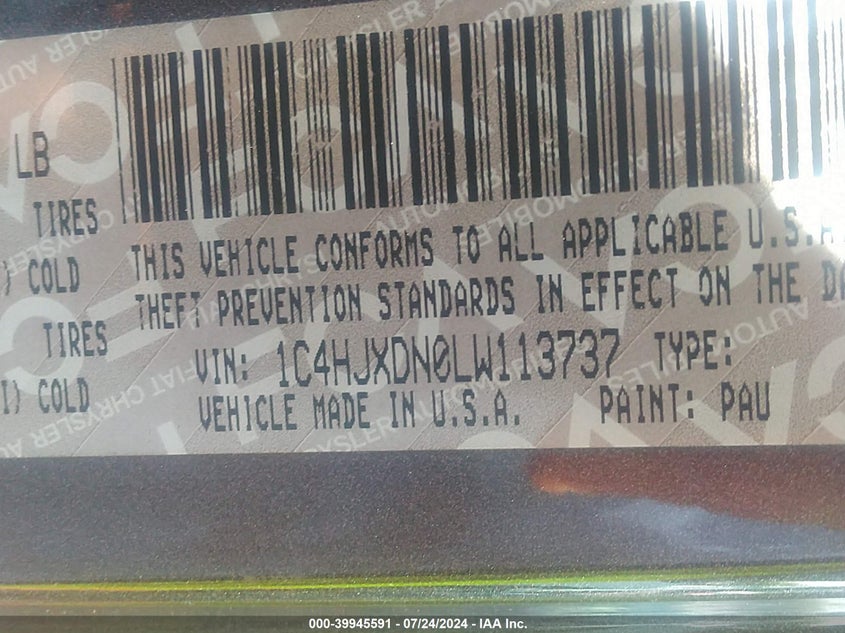 LB
TIRES
) COLD
TIRES
I) COLD
THIS VEHICLE CONFORMS TO ALL APPLICABLE U.S.A.
THEFT PREVENTION STANDARDS IN EFFECT ON THE DA
VIN: 1C4HJXDN0LW113737 TYPE:
VEHICLE MADE IN U.S.A. PAINT: PAU
000-39945591 / 07/24/2024 - IAA Inc.